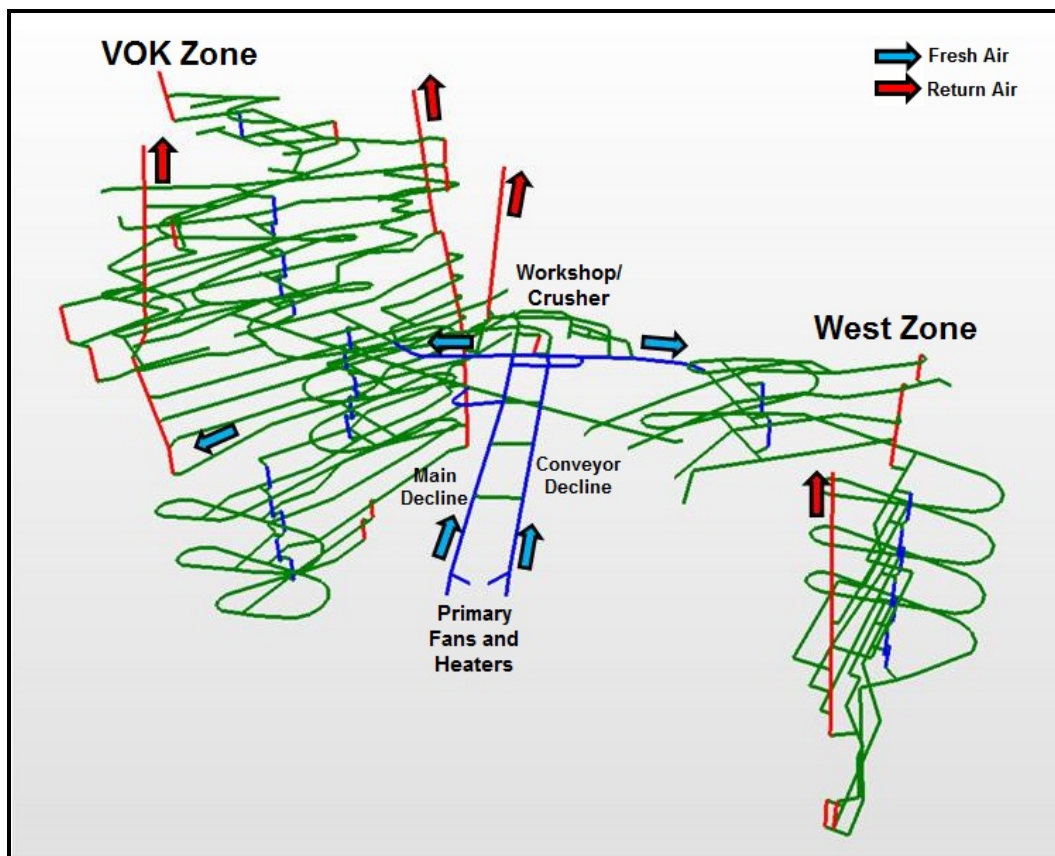 VOK Zone
Fresh Air
Return Air
Workshop/
Crusher
West Zone
Main
Decline
Conveyor
Decline
Primary
Fans and
Heaters